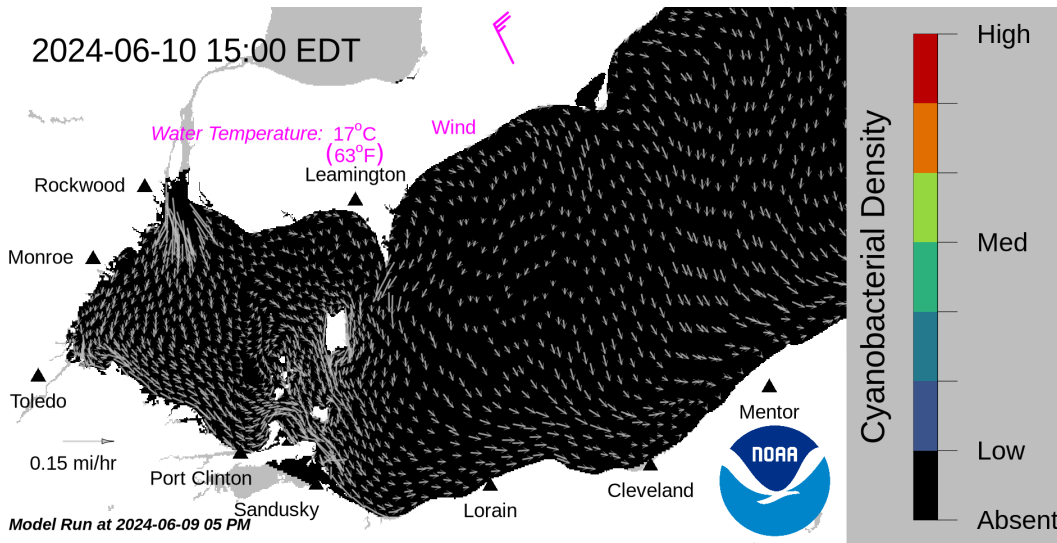 2024-06-10 15:00 EDT
Water Temperature: 17°C
(63°F)
Wind
Leamington
Rockwood
Monroe
Toledo
0.15 mi/hr
Port Clinton
Sandusky
Lorain
Cleveland
Mentor
NOAA
Model Run at 2024-06-09 05 PM
Cyanobacterial Density
High
Med
Low
Absent